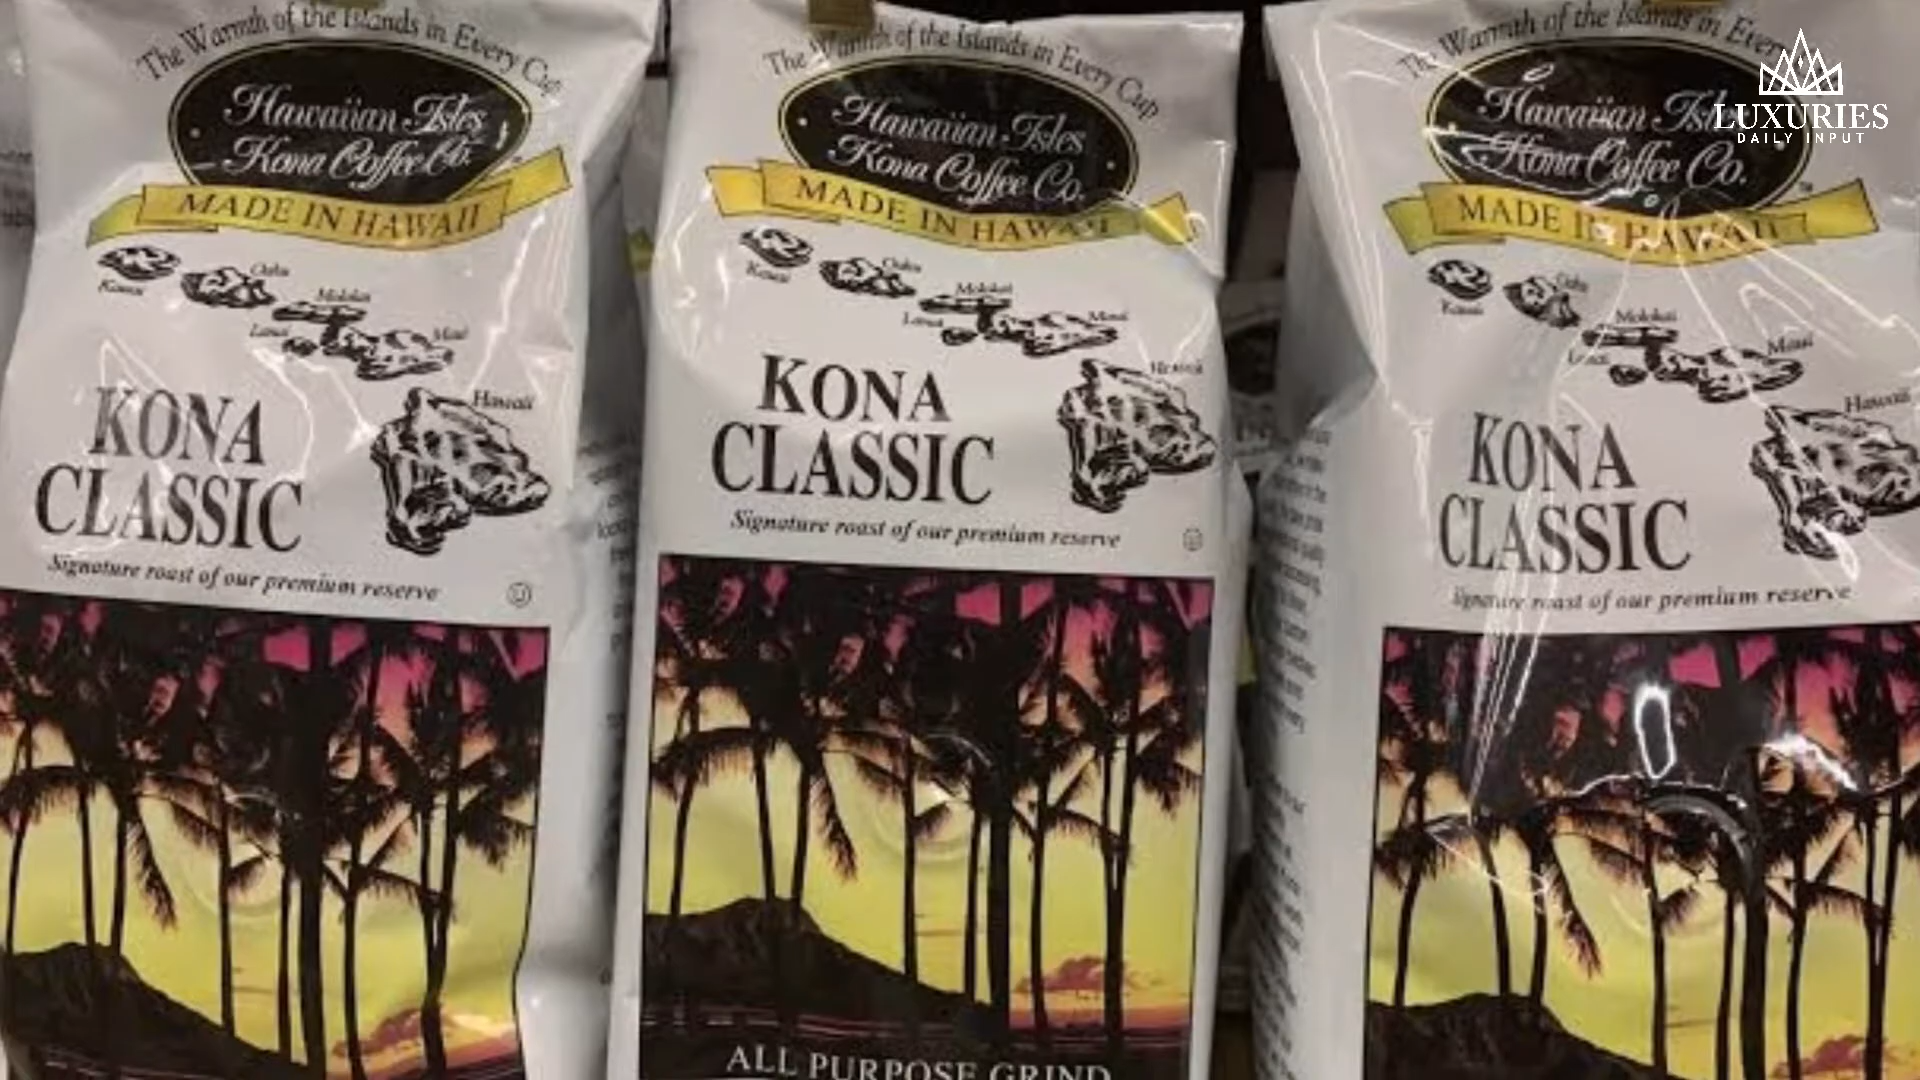 The Warmth of the Islands in Every Cup
Hawaiian Isles
Kona Coffee Co.
MADE IN HAWAII
Kauai
Oahu
Molokai
Lanai
Maui
Hawaii
KONA
CLASSIC
Signature roast of our premium reserve
The Warmth of the Islands in Every Cup
Hawaiian Isles
Kona Coffee Co.
MADE IN HAWAII
Kauai
Oahu
Molokai
Lanai
Maui
Hawaii
KONA
CLASSIC
Signature roast of our premium reserve
ALL PURPOSE GRIND
The Warmth of the Islands in Every
Hawaiian Isles
Kona Coffee Co.
MADE IN HAWAII
Kauai
Oahu
Molokai
Lanai
Maui
Hawaii
KONA
CLASSIC
Signature roast of our premium reserve
LUXURIES
DAILY INPUT